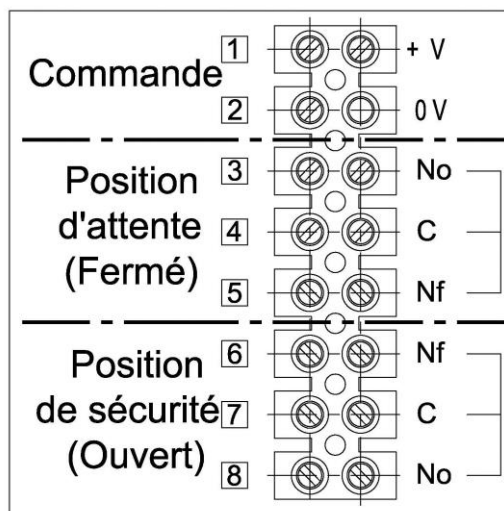 Commande
1 + V
2 0 V
Position d'attente (Fermé)
3 No
4 C
5 Nf
Position de sécurité (Ouvert)
6 Nf
7 C
8 No